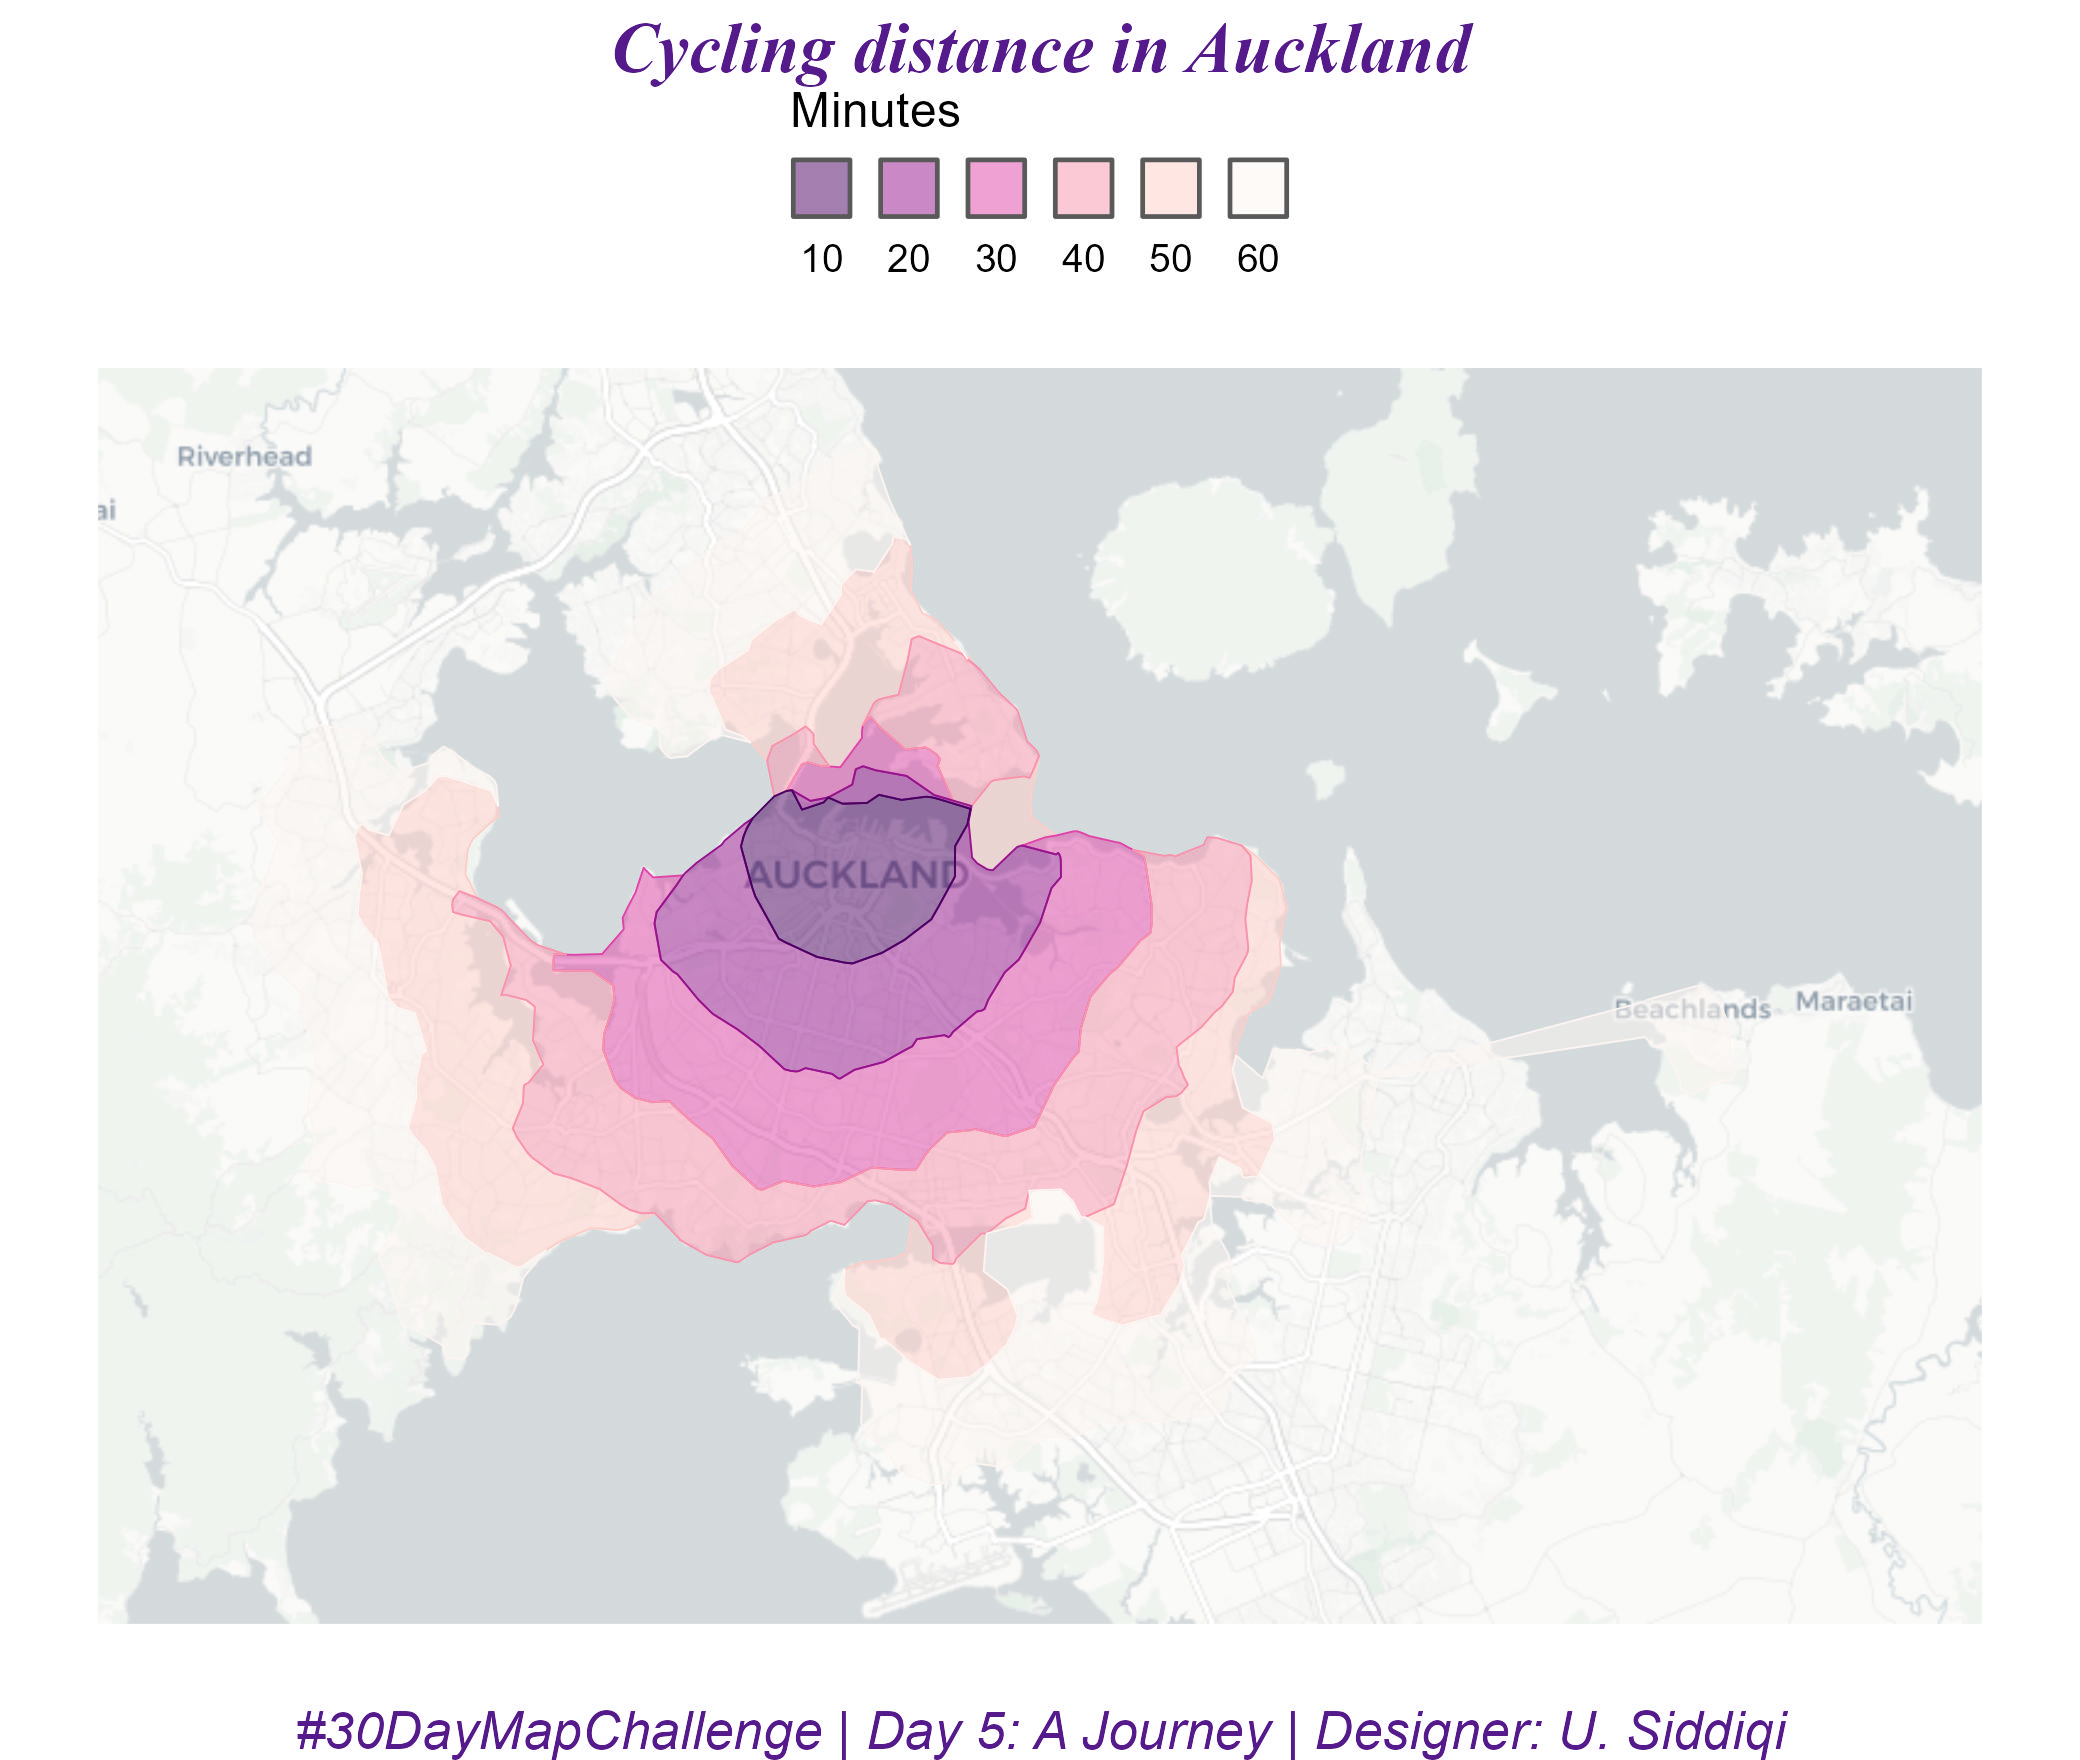 Cycling distance in Auckland
Minutes
10 20 30 40 50 60
Riverhead
ai
AUCKLAND
Beachlands Maraetai
#30DayMapChallenge | Day 5: A Journey | Designer: U. Siddiqi